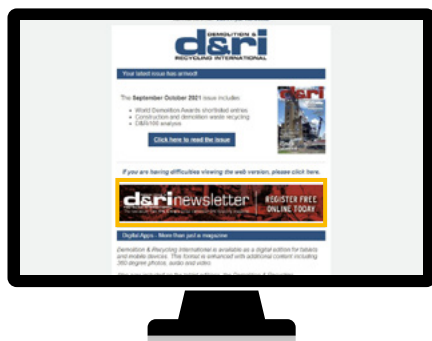 DEMOLITION &
d&ri
RECYCLING INTERNATIONAL
Your latest issue has arrived!
The September-October 2021 issue includes:
World Demolition Awards shortlisted entries
Construction and demolition waste recycling
D&Ri100 analysis
Click here to read the issue
d&ri
If you are having difficulties viewing the web version, please click here.
d&rinewsletter
REGISTER FREE
ONLINE TODAY
Digital Apps - More than just a magazine
Demolition & Recycling International is available as a digital edition for tablets
and mobile devices. This format is enhanced with additional content including
360 degree photos, audio and video.